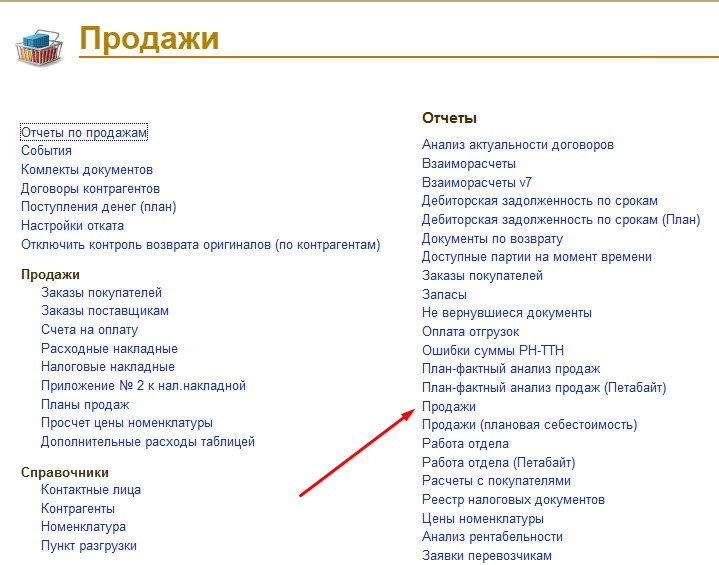 Продажи
Отчеты по продажам
События
Комлекты документов
Договоры контрагентов
Поступления денег (план)
Настройки отката
Отключить контроль возврата оригиналов (по контрагентам)
Продажи
Заказы покупателей
Заказы поставщикам
Счета на оплату
Расходные накладные
Налоговые накладные
Приложение № 2 к нал.накладной
Планы продаж
Просчет цены номенклатуры
Дополнительные расходы таблицей
Справочники
Контактные лица
Контрагенты
Номенклатура
Пункт разгрузки
Отчеты
Анализ актуальности договоров
Взаиморасчеты
Взаиморасчеты v7
Дебиторская задолженность по срокам
Дебиторская задолженность по срокам (План)
Документы по возврату
Доступные партии на момент времени
Заказы покупателей
Запасы
Не вернувшиеся документы
Оплата отгрузок
Ошибки суммы РН-ТТН
План-фактный анализ продаж
План-фактный анализ продаж (Петабайт)
Продажи
Продажи (плановая себестоимость)
Работа отдела
Работа отдела (Петабайт)
Расчеты с покупателями
Реестр налоговых документов
Цены номенклатуры
Анализ рентабельности
Заявки перевозчикам